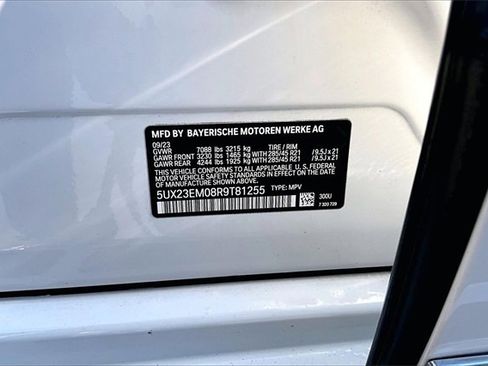 MFD BY BAYERISCHE MOTOREN WERKE AG
09/23
GVWR 7088 lbs 3215 kg TIRE / RIM
GAWR FRONT 3230 lbs 1465 kg WITH 285/45 R21 /9.5J x 21
GAWR REAR 4244 lbs 1925 kg WITH 285/45 R21 /9.5J x 21
THIS VEHICLE CONFORMS TO ALL APPLICABLE U.S. FEDERAL
MOTOR VEHICLE SAFETY STANDARDS IN EFFECT ON THE
DATE OF MANUFACTURE SHOWN ABOVE.
5UX23EM08R9T81255 TYPE: MPV
300U
7 320 729